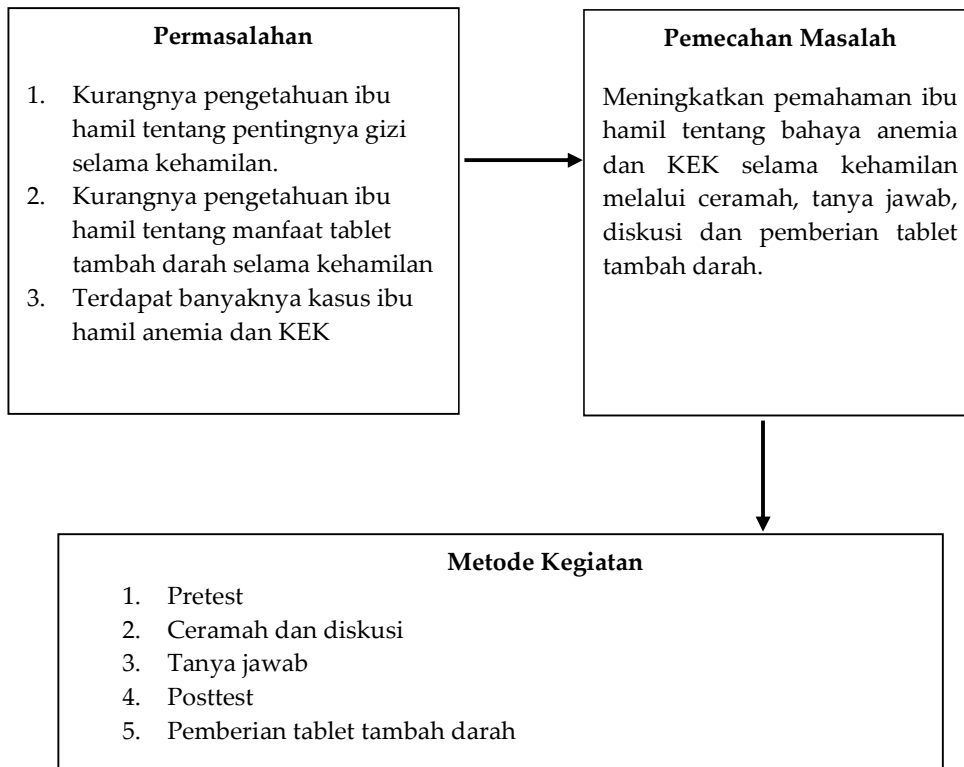 Permasalahan
1. Kurangnya pengetahuan ibu
hamil tentang pentingnya gizi
selama kehamilan.
2. Kurangnya pengetahuan ibu
hamil tentang manfaat tablet
tambah darah selama kehamilan
3. Terdapat banyaknya kasus ibu
hamil anemia dan KEK
Pemecahan Masalah
Meningkatkan pemahaman ibu
hamil tentang bahaya anemia
dan KEK selama kehamilan
melalui ceramah, tanya jawab,
diskusi dan pemberian tablet
tambah darah.
Metode Kegiatan
1. Pretest
2. Ceramah dan diskusi
3. Tanya jawab
4. Posttest
5. Pemberian tablet tambah darah